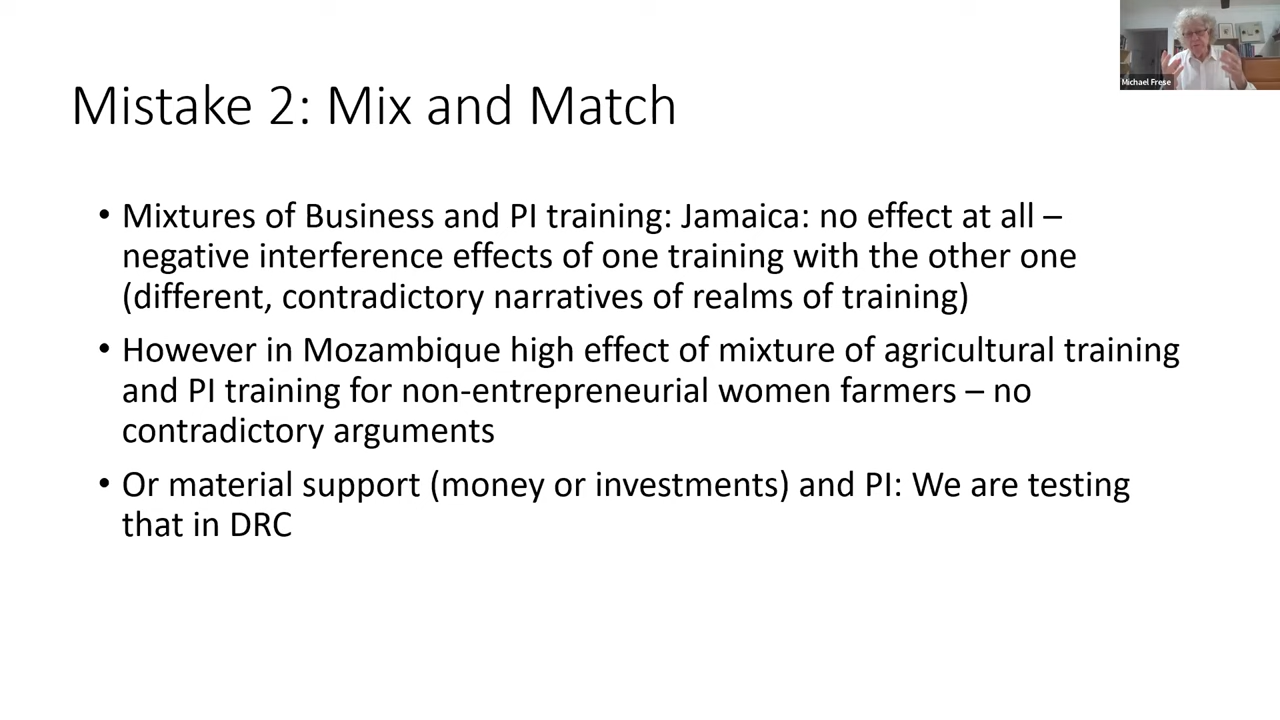 Michael Frese
Mistake 2: Mix and Match
• Mixtures of Business and PI training: Jamaica: no effect at all –
negative interference effects of one training with the other one
(different, contradictory narratives of realms of training)
• However in Mozambique high effect of mixture of agricultural training
and PI training for non-entrepreneurial women farmers – no
contradictory arguments
• Or material support (money or investments) and PI: We are testing
that in DRC